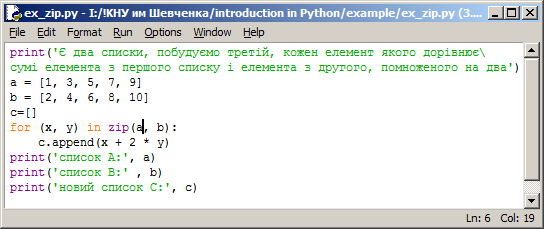 ex_zip.py - I:/!КНУ им Шевченка/introduction in Python/example/ex_zip.py (3....
File Edit Format Run Options Window Help
print('Є два списки, побудуємо третій, кожен елемент якого дорівнює\
сумі елемента з першого списку і елемента з другого, помноженого на два')
a = [1, 3, 5, 7, 9]
b = [2, 4, 6, 8, 10]
c=[]
for (x, y) in zip(a, b):
    c.append(x + 2 * y)
print('список A:', a)
print('список B:' , b)
print('новий список C:', c)
Ln: 6 Col: 19